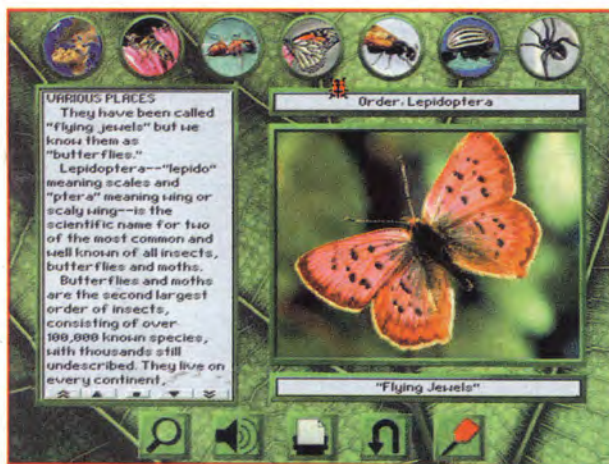 VARIOUS PLACES
They have been called
"flying jewels" but we
know them as
"butterflies."
Lepidoptera--"lepido"
meaning scales and
"ptera" meaning wing or
scaly wing--is the
scientific name for two
of the most common and
well known of all insects,
butterflies and moths.
Butterflies and moths
are the second largest
order of insects,
consisting of over
100,000 known species,
with thousands still
undescribed. They live on
every continent,
Order: Lepidoptera
"Flying Jewels"